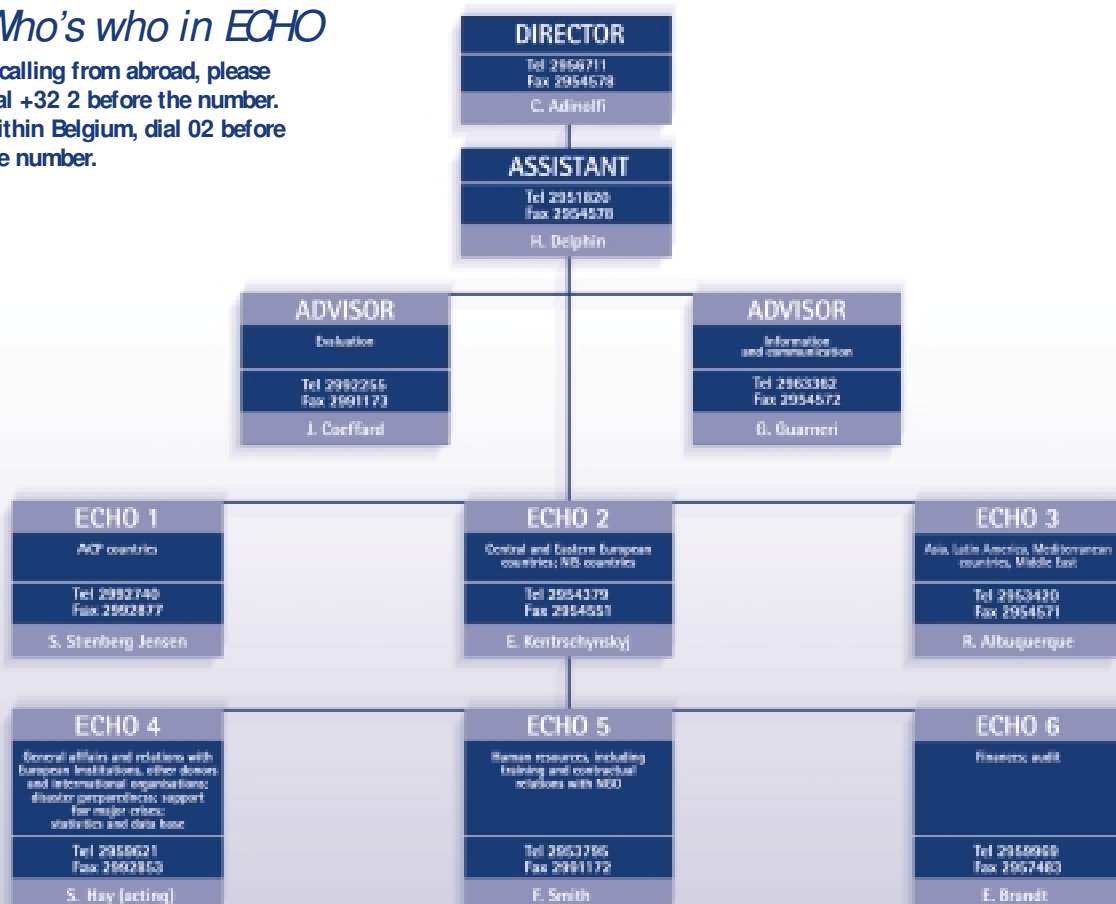 Who's who in ECHO
calling from abroad, please
al +32 2 before the number.
ithin Belgium, dial 02 before
e number.
DIRECTOR
Tel 2956711
Fax 2954578
C. Adinolfi
ASSISTANT
Tel 2951820
Fax 2954578
H. Delphin
ADVISOR
Evaluation
Tel 2992255
Fax 2991173
J. Coeffard
ADVISOR
Information
and communication
Tel 2963362
Fax 2954572
G. Guarneri
ECHO 1
ACP countries
Tel 2992740
Fax 2992877
S. Stenberg Jensen
ECHO 2
Central and Eastern European
countries; NIS countries
Tel 2954379
Fax 2954551
E. Kentrschynskyj
ECHO 3
Asia, Latin America, Mediterranean
countries, Middle East
Tel 2953420
Fax 2954571
R. Albuquerque
ECHO 4
General affairs and relations with
European Institutions, other donors
and international organisations;
disaster preparedness; support
for major crises;
statistics and data base
Tel 2959621
Fax 2992853
S. Hay (acting)
ECHO 5
Human resources, including
training and contractual
relations with NGO
Tel 2953795
Fax 2991172
F. Smith
ECHO 6
Finances; audit
Tel
Fax 2957483
E. Brandt